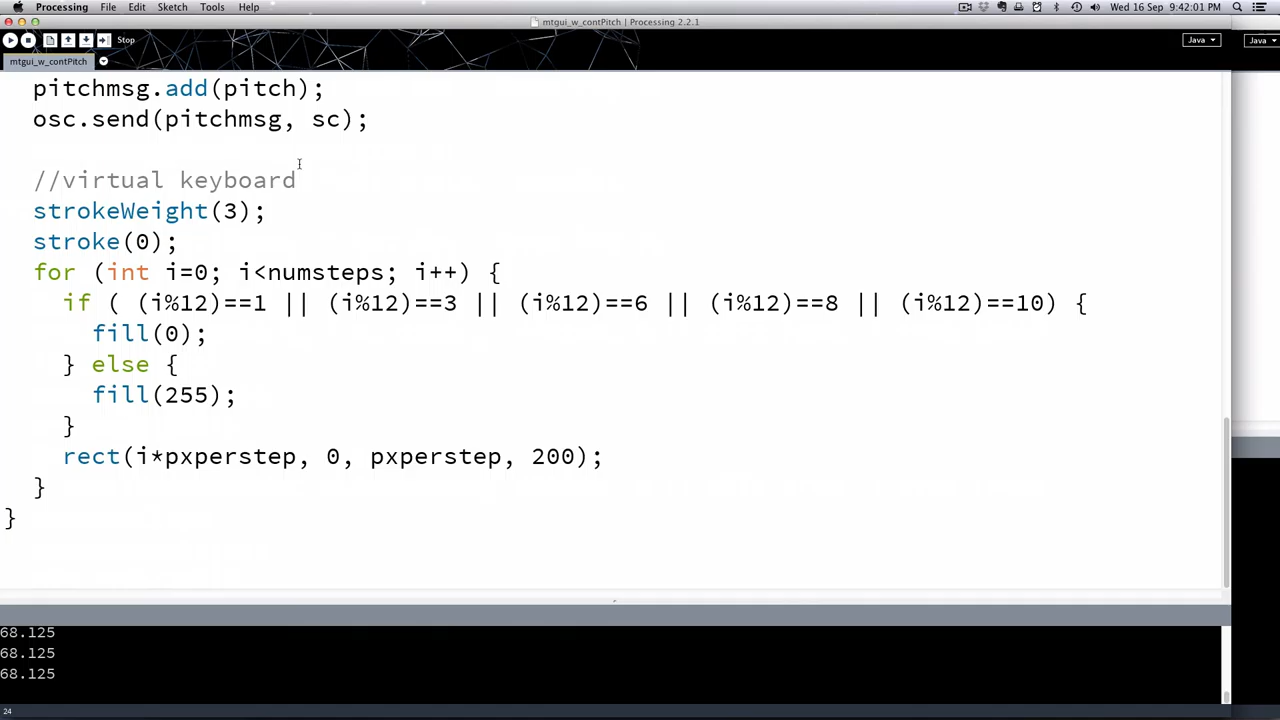 Processing File Edit Sketch Tools Help Wed 16 Sep 9:42:01 PM
mtgui_w_contPitch | Processing 2.2.1
Stop Java Java
mtgui_w_contPitch
pitchmsg.add(pitch);
osc.send(pitchmsg, sc);
//virtual keyboard
strokeWeight(3);
stroke(0);
for (int i=0; i<numsteps; i++) {
if ( (i%12)==1 || (i%12)==3 || (i%12)==6 || (i%12)==8 || (i%12)==10) {
fill(0);
} else {
fill(255);
}
rect(i*pxperstep, 0, pxperstep, 200);
}
}
68.125
68.125
68.125
24